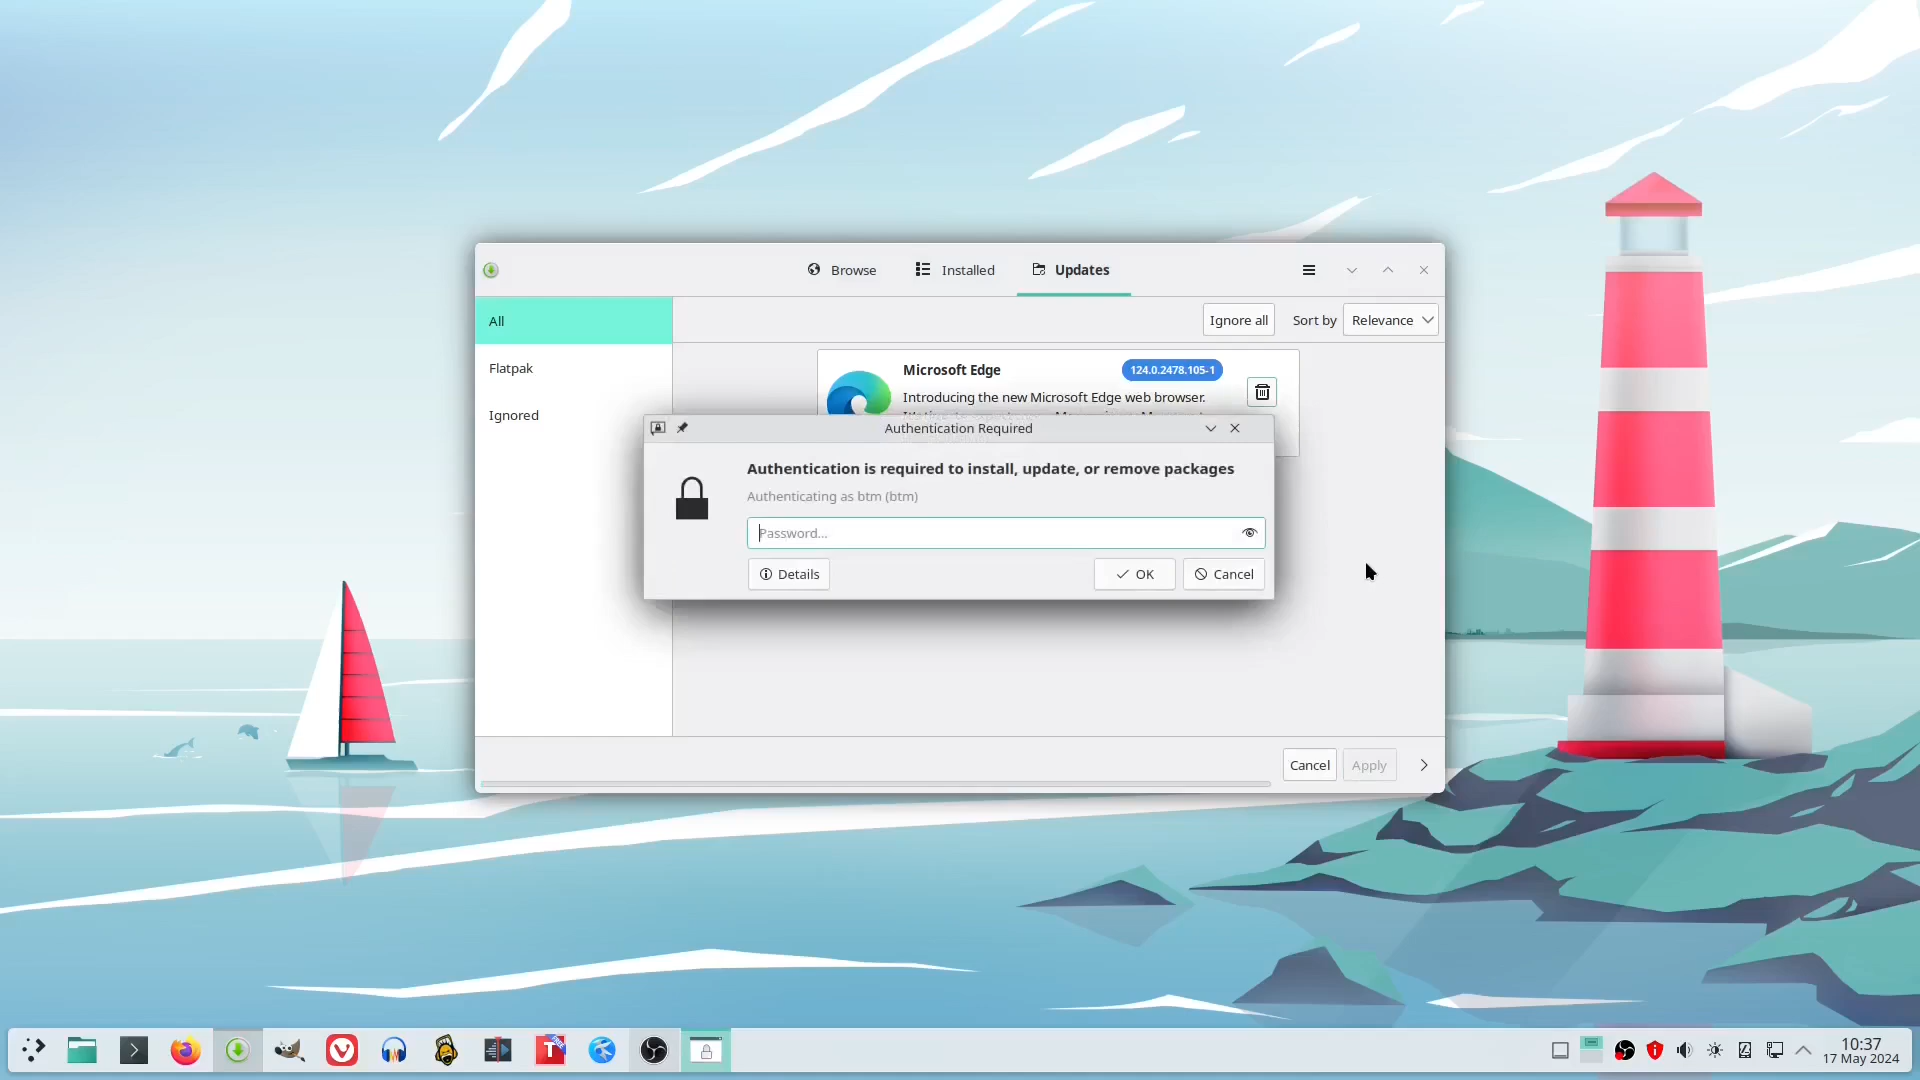 Browse
Installed
Updates
All
Ignore all
Sort by
Relevance
Flatpak
Ignored
Microsoft Edge
124.0.2478.105-1
Introducing the new Microsoft Edge web browser.
Authentication Required
Authentication is required to install, update, or remove packages
Authenticating as btm (btm)
Password...
Details
OK
Cancel
Cancel
Apply
T
FREE
10:37
17 May 2024